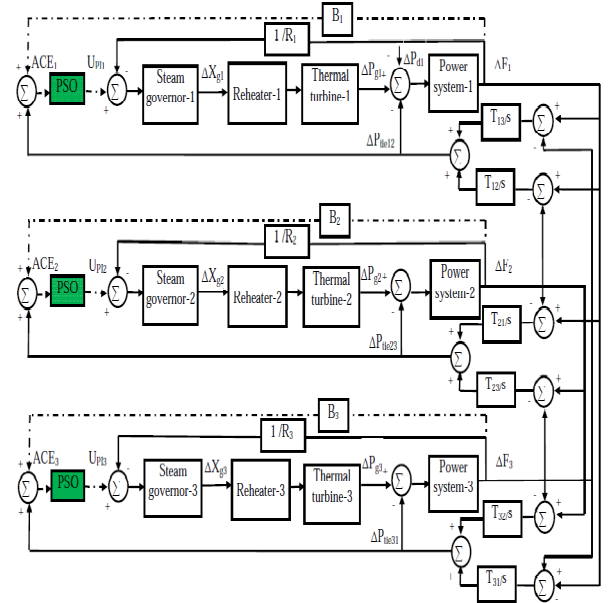 B1
1 /R1
ACE1
UPI1
ΔXg1
ΔPg1
ΔPd1
ΔF1
PSO
Steam
governor-1
Reheater-1
Thermal
turbine-1
Power
system-1
T13/s
ΔPtie12
T12/s
B2
1 /R2
ACE2
UPI2
ΔXg2
ΔPg2
ΔF2
PSO
Steam
governor-2
Reheater-2
Thermal
turbine-2
Power
system-2
T21/s
ΔPtie23
T23/s
B3
1 /R3
ACE3
UPI3
ΔXg3
ΔPg3
ΔF3
PSO
Steam
governor-3
Reheater-3
Thermal
turbine-3
Power
system-3
T32/s
ΔPtie31
T31/s